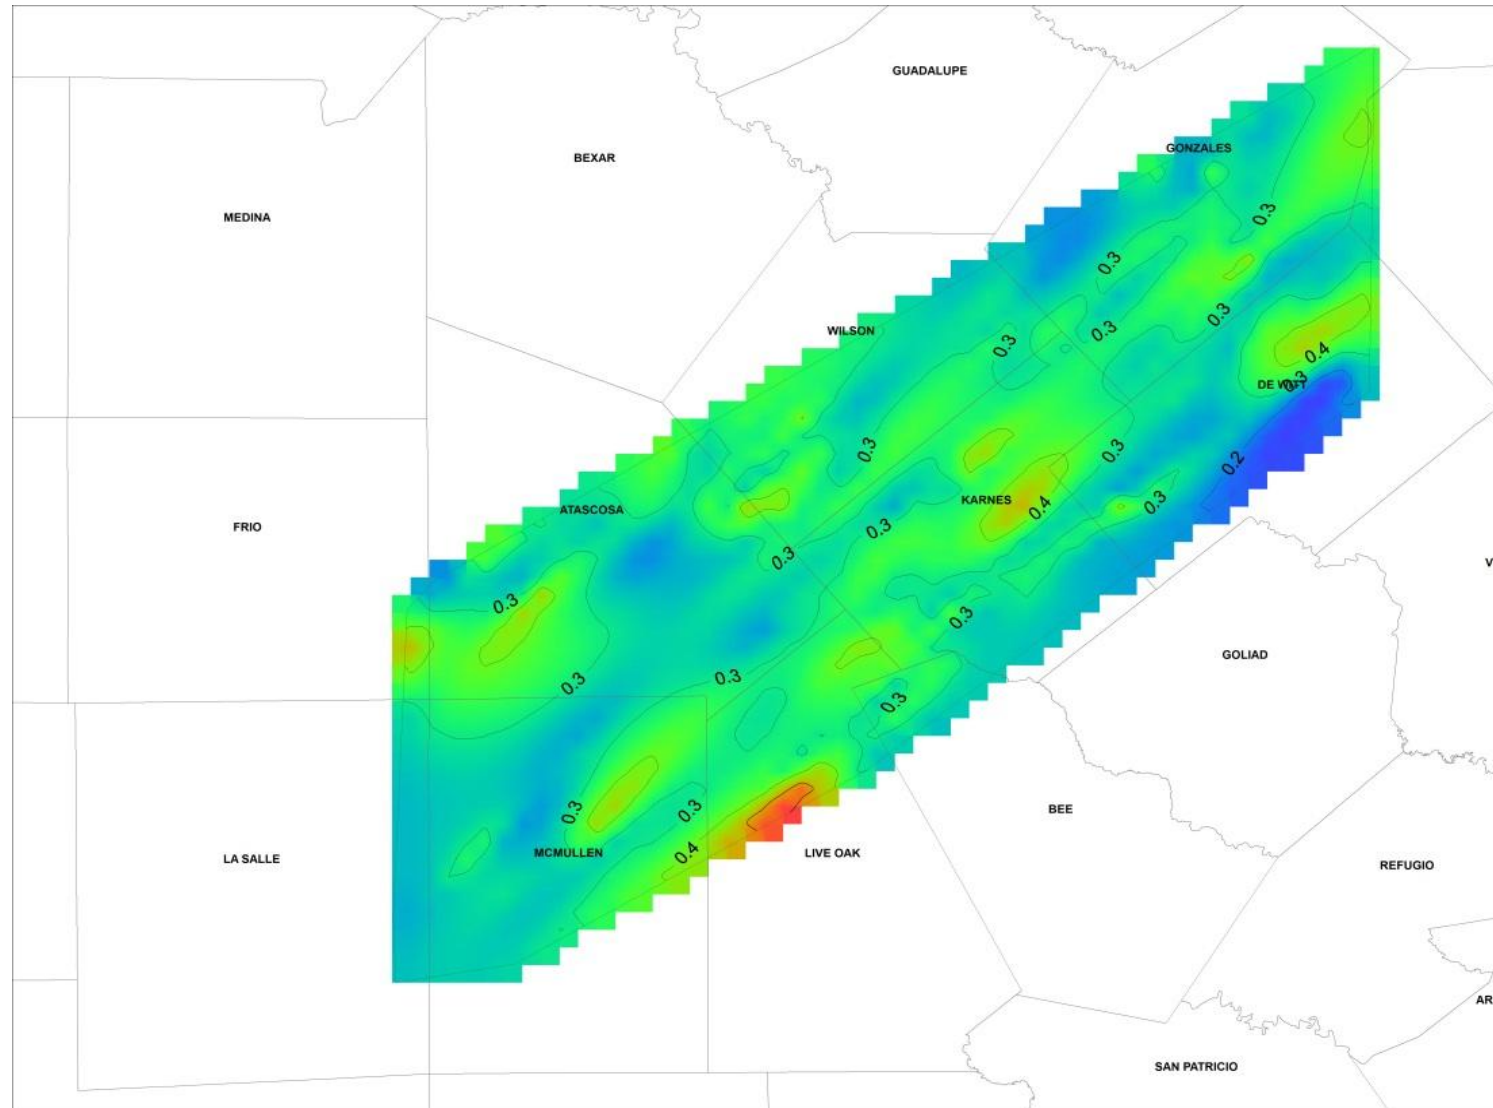 GUADALUPE
GONZALES
BEXAR
MEDINA
0.3
0.3
0.3
WILSON
0.3
0.3
0.4
DE WITT
0.3
0.3
0.3
0.2
KARNES
0.4
0.3
ATASCOSA
FRIO
0.3
0.3
V
0.3
0.3
GOLIAD
0.3
0.3
0.3
0.3
0.3
BEE
0.4
MCMULLEN
LIVE OAK
LA SALLE
REFUGIO
AR
SAN PATRICIO